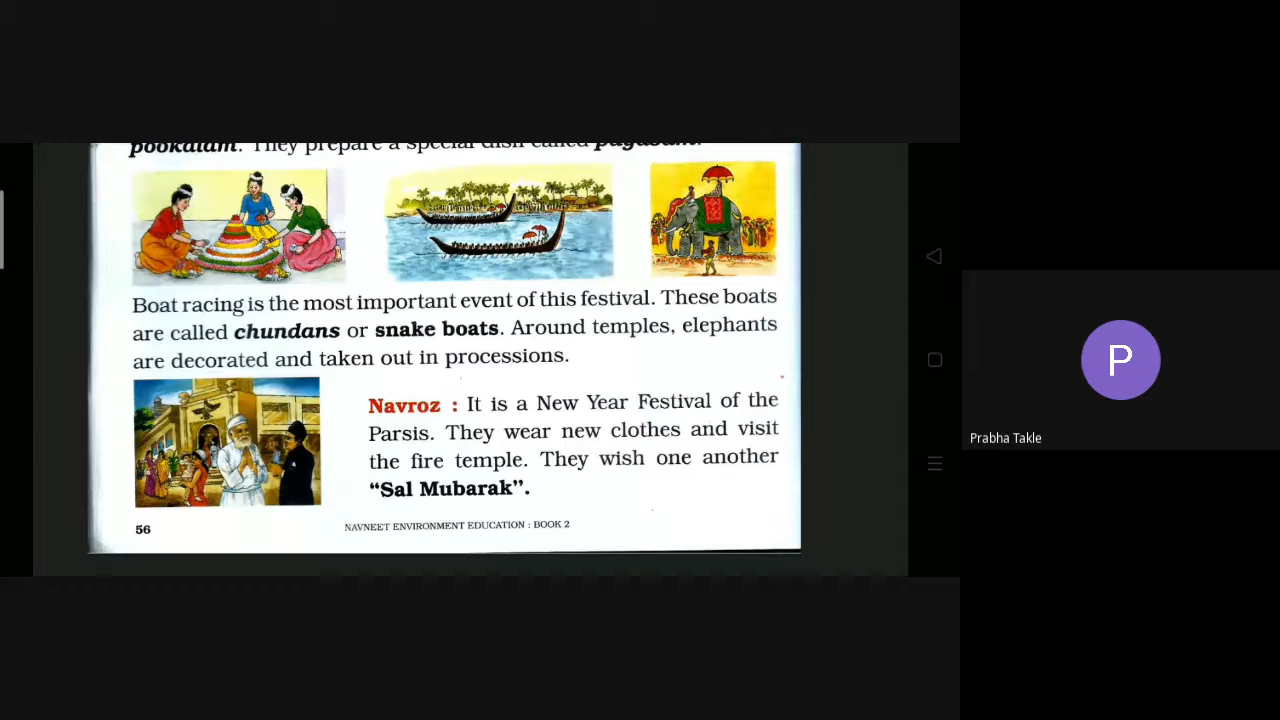 pookalam. They prepare a special dish called payasam.
Boat racing is the most important event of this festival. These boats
are called chundans or snake boats. Around temples, elephants
are decorated and taken out in processions.
Navroz : It is a New Year Festival of the
Parsis. They wear new clothes and visit
the fire temple. They wish one another
“Sal Mubarak”.
56
NAVNEET ENVIRONMENT EDUCATION : BOOK 2
P
Prabha Takle